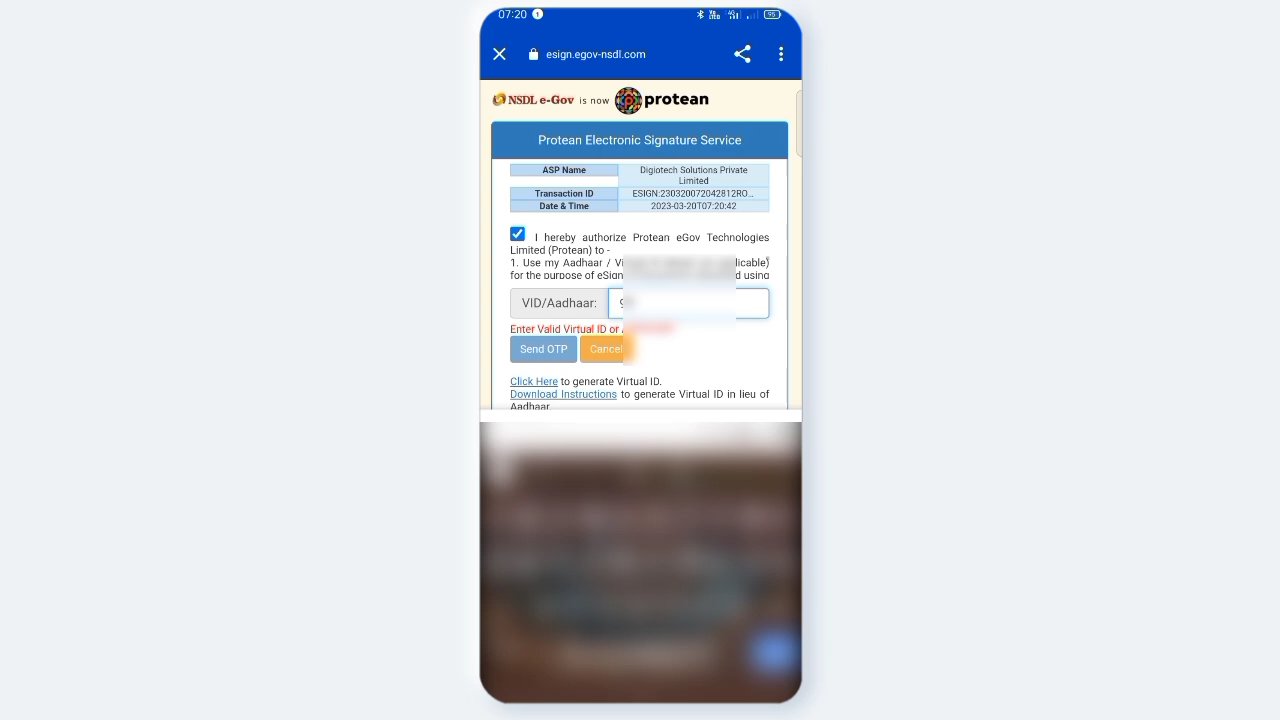 07:20
95
esign.egov-nsdl.com
NSDL e-Gov is now protean
Protean Electronic Signature Service
ASP Name Digiotech Solutions Private
Limited
Transaction ID ESIGN:230320072042812RO...
Date & Time 2023-03-20T07:20:42
I hereby authorize Protean eGov Technologies
Limited (Protean) to -
1. Use my Aadhaar /
for the purpose of eSign using
VID/Aadhaar: 9
Enter Valid Virtual ID or
Send OTP Cancel
Click Here to generate Virtual ID.
Download Instructions to generate Virtual ID in lieu of
Aadhaar.